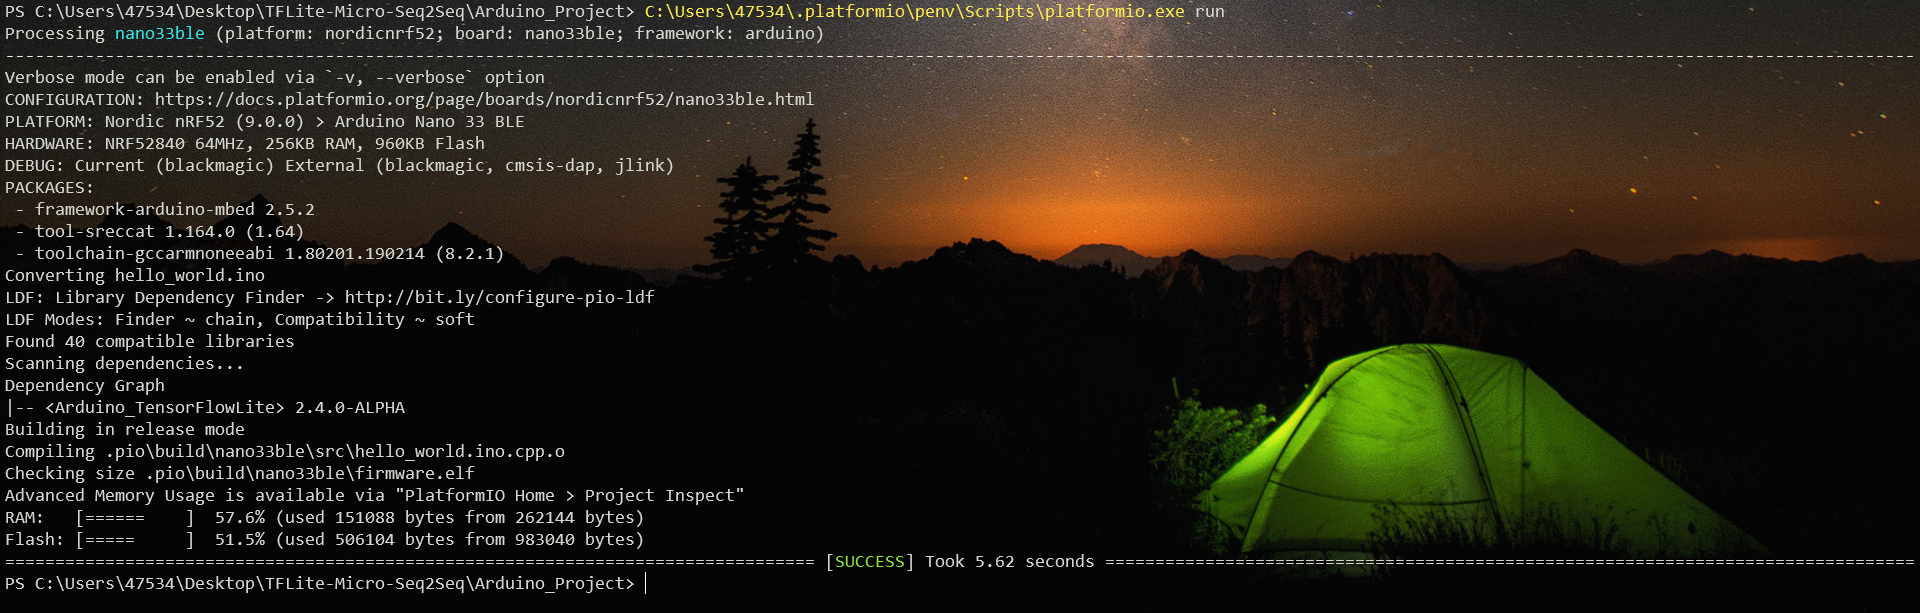 PS C:\Users\47534\Desktop\TFLite-Micro-Seq2Seq\Arduino_Project> C:\Users\47534\.platformio\penv\Scripts\platformio.exe run
Processing nano33ble (platform: nordicnrf52; board: nano33ble; framework: arduino)
--------------------------------------------------------------------------------
Verbose mode can be enabled via `-v, --verbose` option
CONFIGURATION: https://docs.platformio.org/page/boards/nordicnrf52/nano33ble.html
PLATFORM: Nordic nRF52 (9.0.0) > Arduino Nano 33 BLE
HARDWARE: NRF52840 64MHz, 256KB RAM, 960KB Flash
DEBUG: Current (blackmagic) External (blackmagic, cmsis-dap, jlink)
PACKAGES:
 - framework-arduino-mbed 2.5.2
 - tool-sreccat 1.164.0 (1.64)
 - toolchain-gccarmnoneeabi 1.80201.190214 (8.2.1)
Converting hello_world.ino
LDF: Library Dependency Finder -> http://bit.ly/configure-pio-ldf
LDF Modes: Finder ~ chain, Compatibility ~ soft
Found 40 compatible libraries
Scanning dependencies...
Dependency Graph
|-- <Arduino_TensorFlowLite> 2.4.0-ALPHA
Building in release mode
Compiling .pio\build\nano33ble\src\hello_world.ino.cpp.o
Checking size .pio\build\nano33ble\firmware.elf
Advanced Memory Usage is available via "PlatformIO Home > Project Inspect"
RAM:   [======    ]  57.6% (used 151088 bytes from 262144 bytes)
Flash: [=====     ]  51.5% (used 506104 bytes from 983040 bytes)
================================================================================= [SUCCESS] Took 5.62 seconds =================================================================================
PS C:\Users\47534\Desktop\TFLite-Micro-Seq2Seq\Arduino_Project>